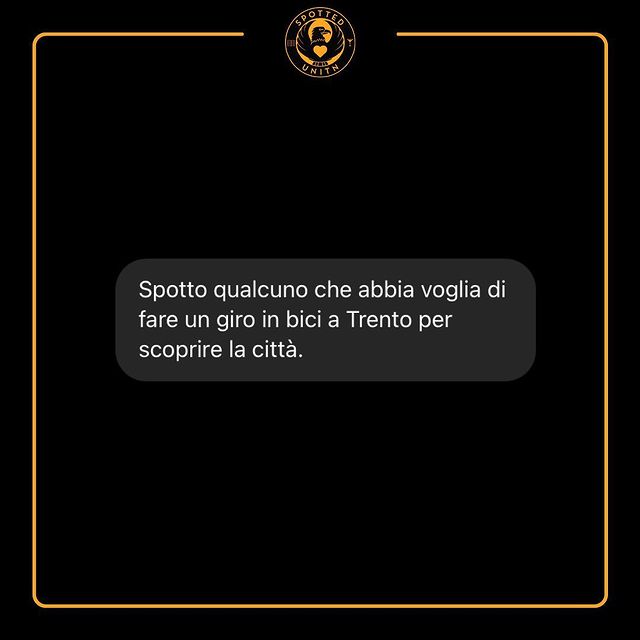 SPOTTED
UNITN
Spotto qualcuno che abbia voglia di
fare un giro in bici a Trento per
scoprire la città.